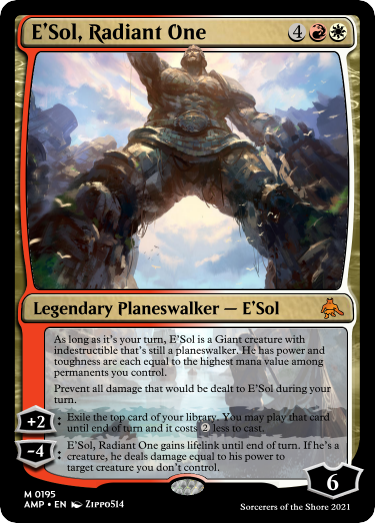 E'Sol, Radiant One 4
Legendary Planeswalker — E'Sol
As long as it's your turn, E'Sol is a Giant creature with
indestructible that's still a planeswalker. He has power and
toughness are each equal to the highest mana value among
permanents you control.
Prevent all damage that would be dealt to E'Sol during your
turn.
+2: Exile the top card of your library. You may play that card
until end of turn and it costs 2 less to cast.
-4: E'Sol, Radiant One gains lifelink until end of turn. If he's a
creature, he deals damage equal to his power to
target creature you don't control.
6
M 0195
AMP • EN Zippo514
Sorcerers of the Shore 2021